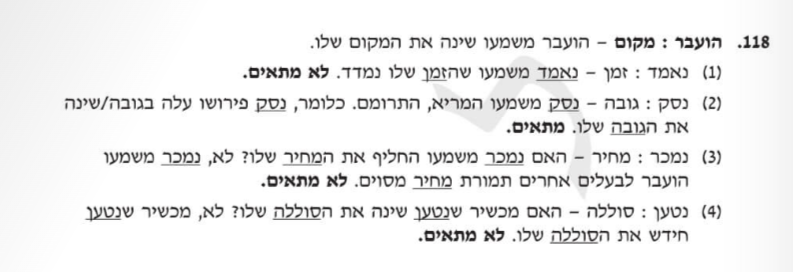 118. הועבר : מקום – הועבר משמעו שינה את המקום שלו.
(1) נאמד : זמן – נאמד משמעו שהזמן שלו נמדד. לא מתאים.
(2) נסק : גובה – נסק משמעו המריא, התרומם. כלומר, נסק פירושו עלה בגובה/שינה
את הגובה שלו. מתאים.
(3) נמכר : מחיר – האם נמכר משמעו החליף את המחיר שלו? לא, נמכר משמעו
הועבר לבעלים אחרים תמורת מחיר מסוים. לא מתאים.
(4) נטען : סוללה – האם מכשיר שנטען שינה את הסוללה שלו? לא, מכשיר שנטען
חידש את הסוללה שלו. לא מתאים.